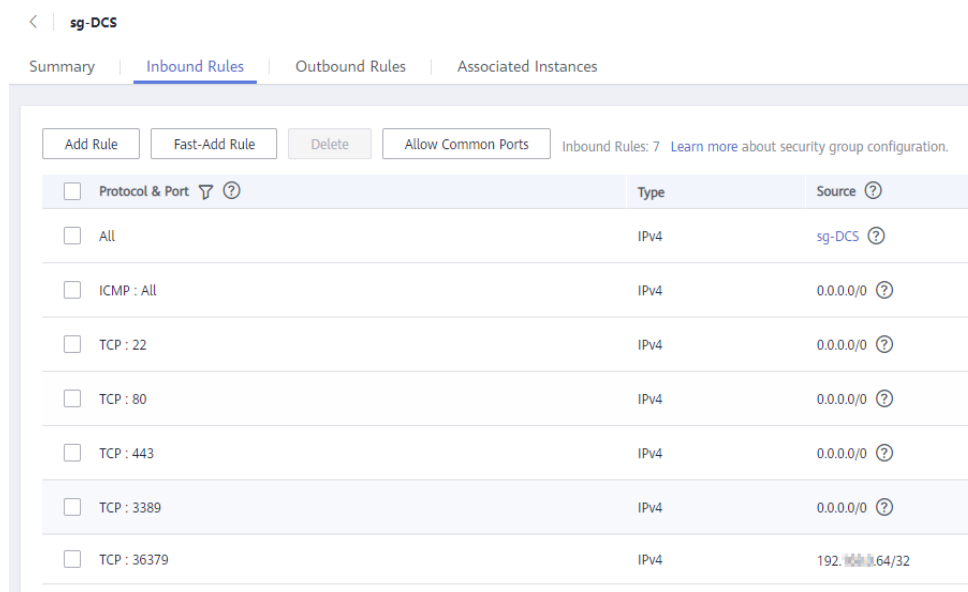 sg-DCS
Summary Inbound Rules Outbound Rules Associated Instances
Add Rule Fast-Add Rule Delete Allow Common Ports Inbound Rules: 7 Learn more about security group configuration.
Protocol & Port Type Source
All IPv4 sg-DCS
ICMP : All IPv4 0.0.0.0/0
TCP : 22 IPv4 0.0.0.0/0
TCP : 80 IPv4 0.0.0.0/0
TCP : 443 IPv4 0.0.0.0/0
TCP : 3389 IPv4 0.0.0.0/0
TCP : 36379 IPv4 192. .64/32